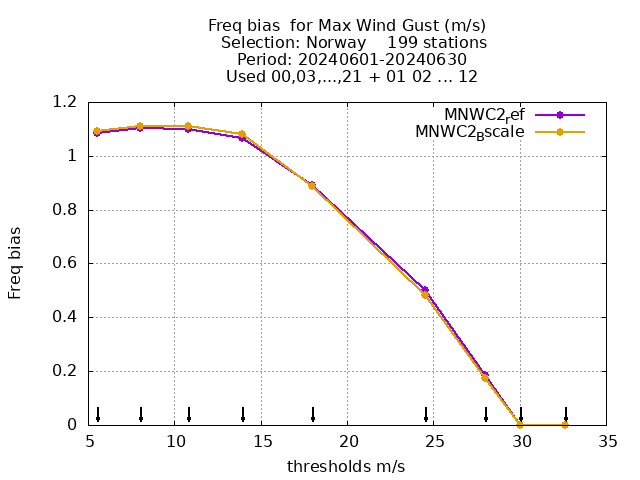 Freq bias  for Max Wind Gust (m/s)
Selection: Norway    199 stations
Period: 20240601-20240630
Used 00,03,...,21 + 01 02 ... 12
MNWC2ref
MNWC2Bscale
1.2
1
0.8
0.6
0.4
0.2
0
Freq bias
5 10 15 20 25 30 35
thresholds m/s